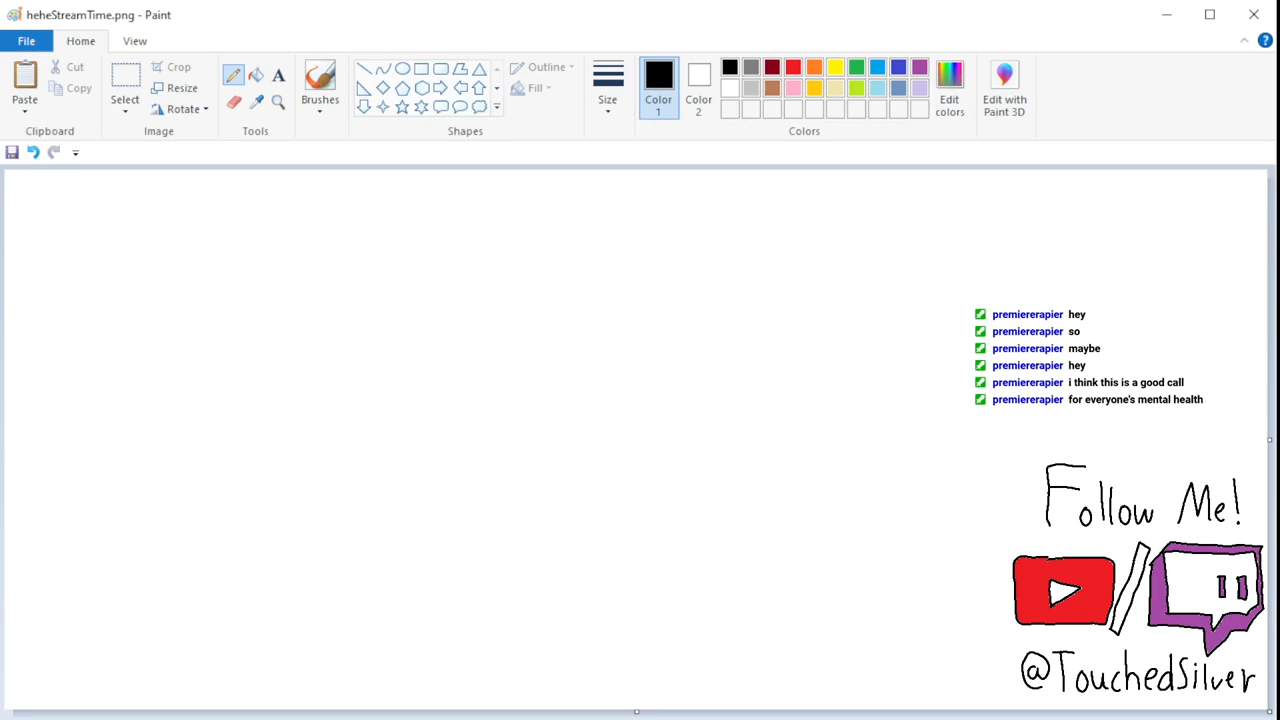 heheStreamTime.png - Paint
File Home View
Paste
Cut
Copy
Clipboard
Select
Crop
Resize
Rotate
Image
Tools
Brushes
Shapes
Outline
Fill
Size
Color 1
Color 2
Colors
Edit colors
Edit with Paint 3D
premiererapier hey
premiererapier so
premiererapier maybe
premiererapier hey
premiererapier i think this is a good call
premiererapier for everyone's mental health
Follow Me!
@TouchedSilver